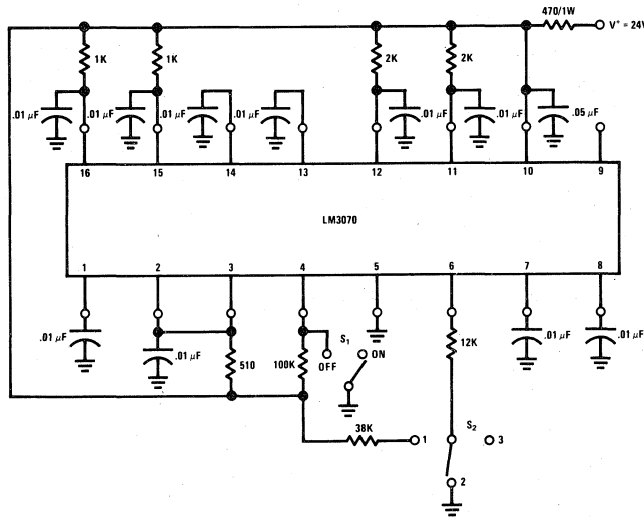 470/1W
V+ = 24V
1K
1K
2K
2K
.01 µF
.01 µF
.01 µF
.01 µF
.01 µF
.01 µF
.05 µF
16
15
14
13
12
11
10
9
LM3070
1
2
3
4
5
6
7
8
.01 µF
.01 µF
510
100K
OFF
S1
ON
12K
.01 µF
.01 µF
38K
1
S2
3
2